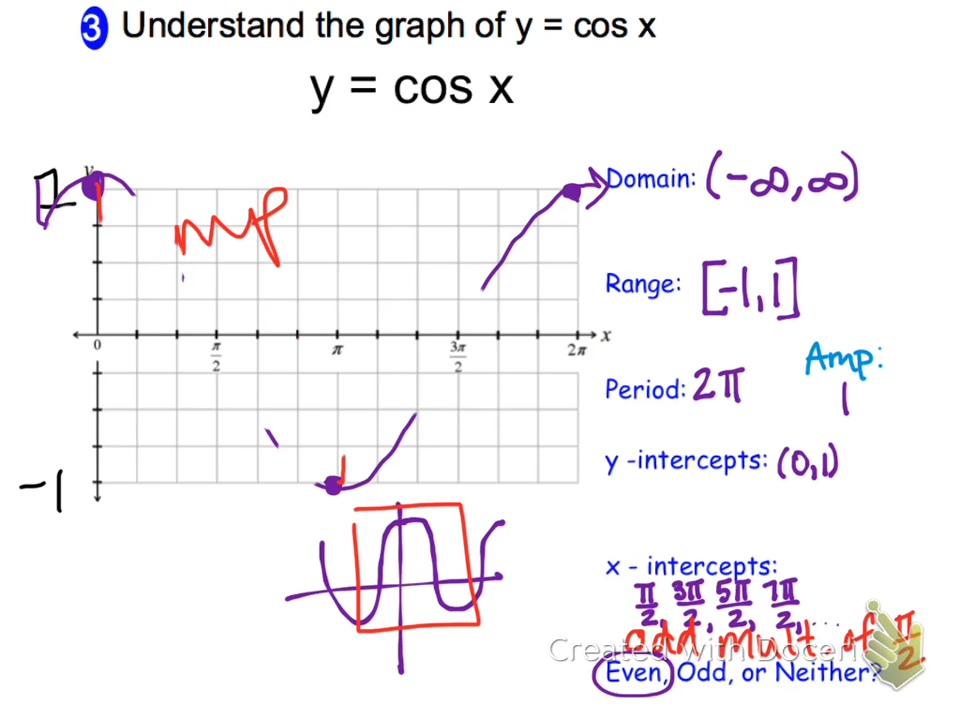 3 Understand the graph of y = cos x
y = cos x
y
1
Domain: (-∞, ∞)
myp
Range: [-1, 1]
0 π/2 π 3π/2 2π x
Amp:
1
Period: 2π
y -intercepts: (0,1)
-1
x - intercepts:
π/2, 3π/2, 5π/2, 7π/2, ....
odd mult of π/2.
Created with Doceri
Even, Odd, or Neither?